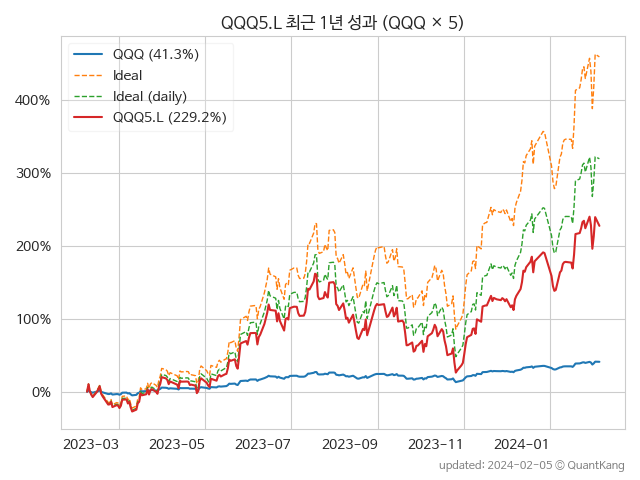 QQQ5.L 최근 1년 성과 (QQQ × 5)
QQQ (41.3%)
Ideal
Ideal (daily)
QQQ5.L (229.2%)
400%
300%
200%
100%
0%
2023-03 2023-05 2023-07 2023-09 2023-11 2024-01
updated: 2024-02-05 © QuantKang